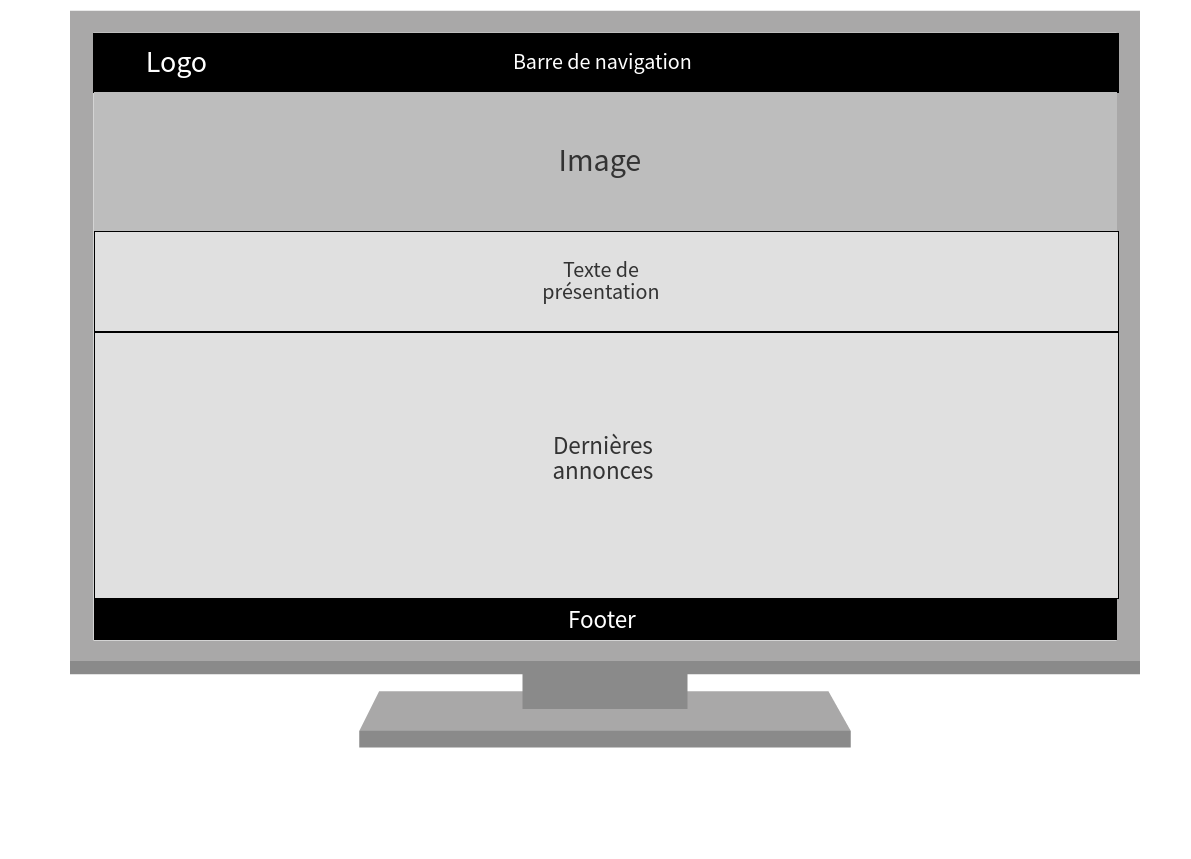 Logo
Barre de navigation
Image
Texte de
présentation
Dernières
annonces
Footer